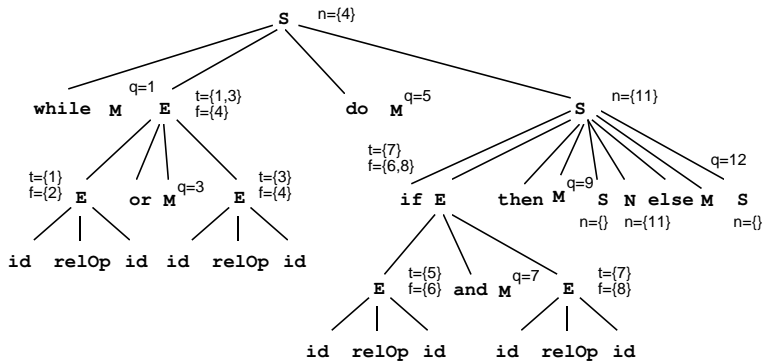 S n={4}
q=1 t={1,3} q=5 n={11}
while M E f={4} do M S
t={7}
f={6,8} q=12
t={1} t={3}
f={2} E or M q=3 E f={4} if E then M q=9 S N else M S
n={} n={11} n={}
id relOp id id relOp id
t={5} q=7 t={7}
E f={6} and M E f={8}
id relOp id id relOp id